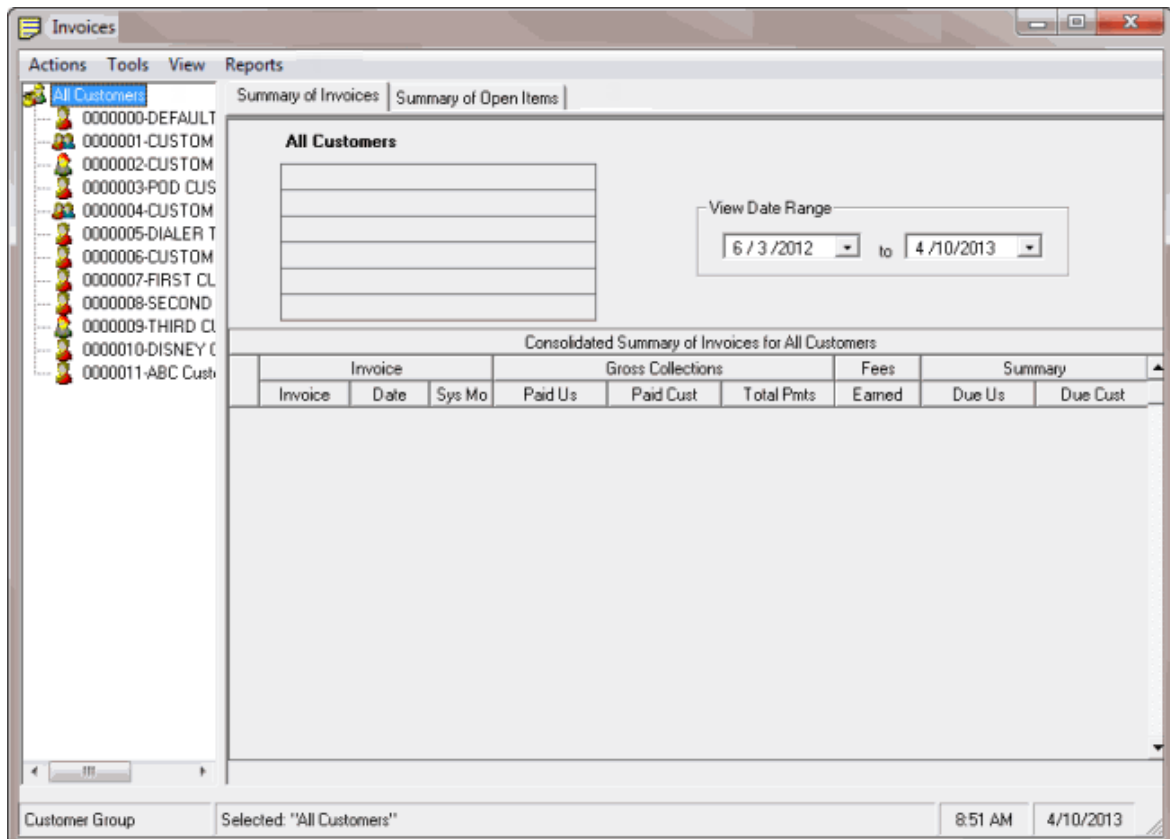 Invoices
Actions Tools View Reports
All Customers
0000000-DEFAULT
0000001-CUSTOM
0000002-CUSTOM
0000003-POD CUS
0000004-CUSTOM
0000005-DIALER T
0000006-CUSTOM
0000007-FIRST CL
0000008-SECOND
0000009-THIRD CU
0000010-DISNEY C
0000011-ABC Custo
Summary of Invoices Summary of Open Items
All Customers
View Date Range
6 / 3 /2012 to 4 /10/2013
Consolidated Summary of Invoices for All Customers
Invoice Gross Collections Fees Summary
Invoice Date Sys Mo Paid Us Paid Cust Total Pmts Earned Due Us Due Cust
Customer Group Selected: "All Customers" 8:51 AM 4/10/2013